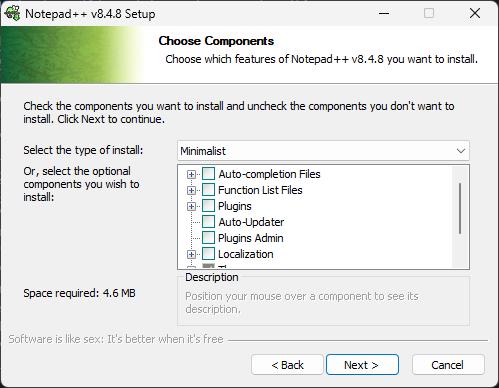 Notepad++ v8.4.8 Setup
Choose Components
Choose which features of Notepad++ v8.4.8 you want to install.
Check the components you want to install and uncheck the components you don't want to
install. Click Next to continue.
Select the type of install:
Minimalist
Or, select the optional
components you wish to
install:
Auto-completion Files
Function List Files
Plugins
Auto-Updater
Plugins Admin
Localization
Space required: 4.6 MB
Description
Position your mouse over a component to see its
description.
Software is like sex: It's better when it's free
< Back
Next >
Cancel